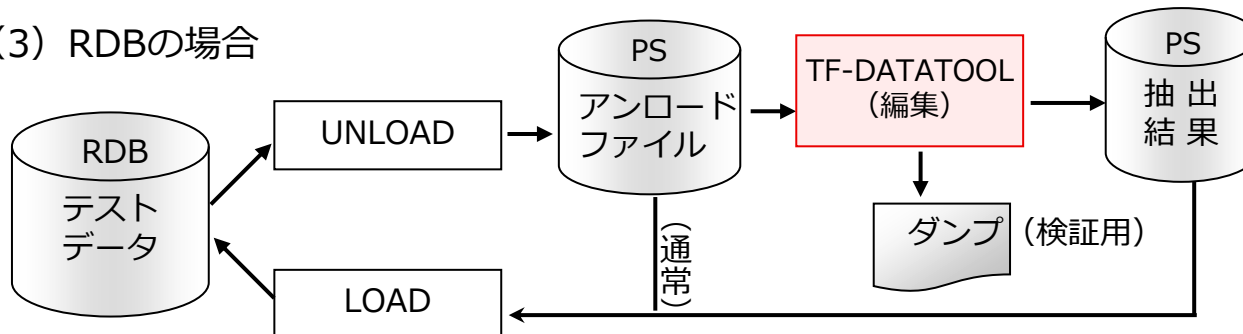 （3）RDBの場合
RDB
テスト
データ
UNLOAD
PS
アンロード
ファイル
TF-DATATOOL
（編集）
PS
抽 出
結 果
ダンプ
（検証用）
（通常）
LOAD